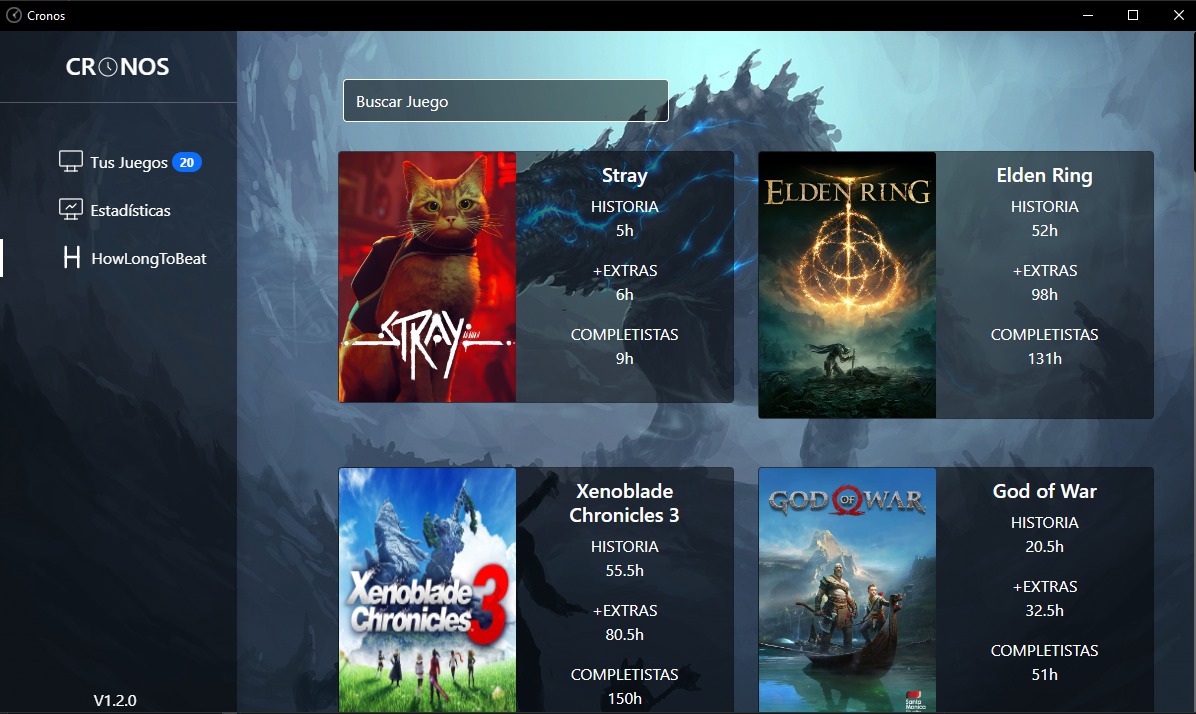 Cronos
CRONOS
Tus Juegos 20
Estadísticas
HowLongToBeat
V1.2.0
Buscar Juego
STRAY
Stray
HISTORIA
5h
+EXTRAS
6h
COMPLETISTAS
9h
ELDEN RING
Elden Ring
HISTORIA
52h
+EXTRAS
98h
COMPLETISTAS
131h
Xenoblade
Chronicles 3
Xenoblade
Chronicles 3
HISTORIA
55.5h
+EXTRAS
80.5h
COMPLETISTAS
150h
GOD OF WAR
Santa
Monica
God of War
HISTORIA
20.5h
+EXTRAS
32.5h
COMPLETISTAS
51h